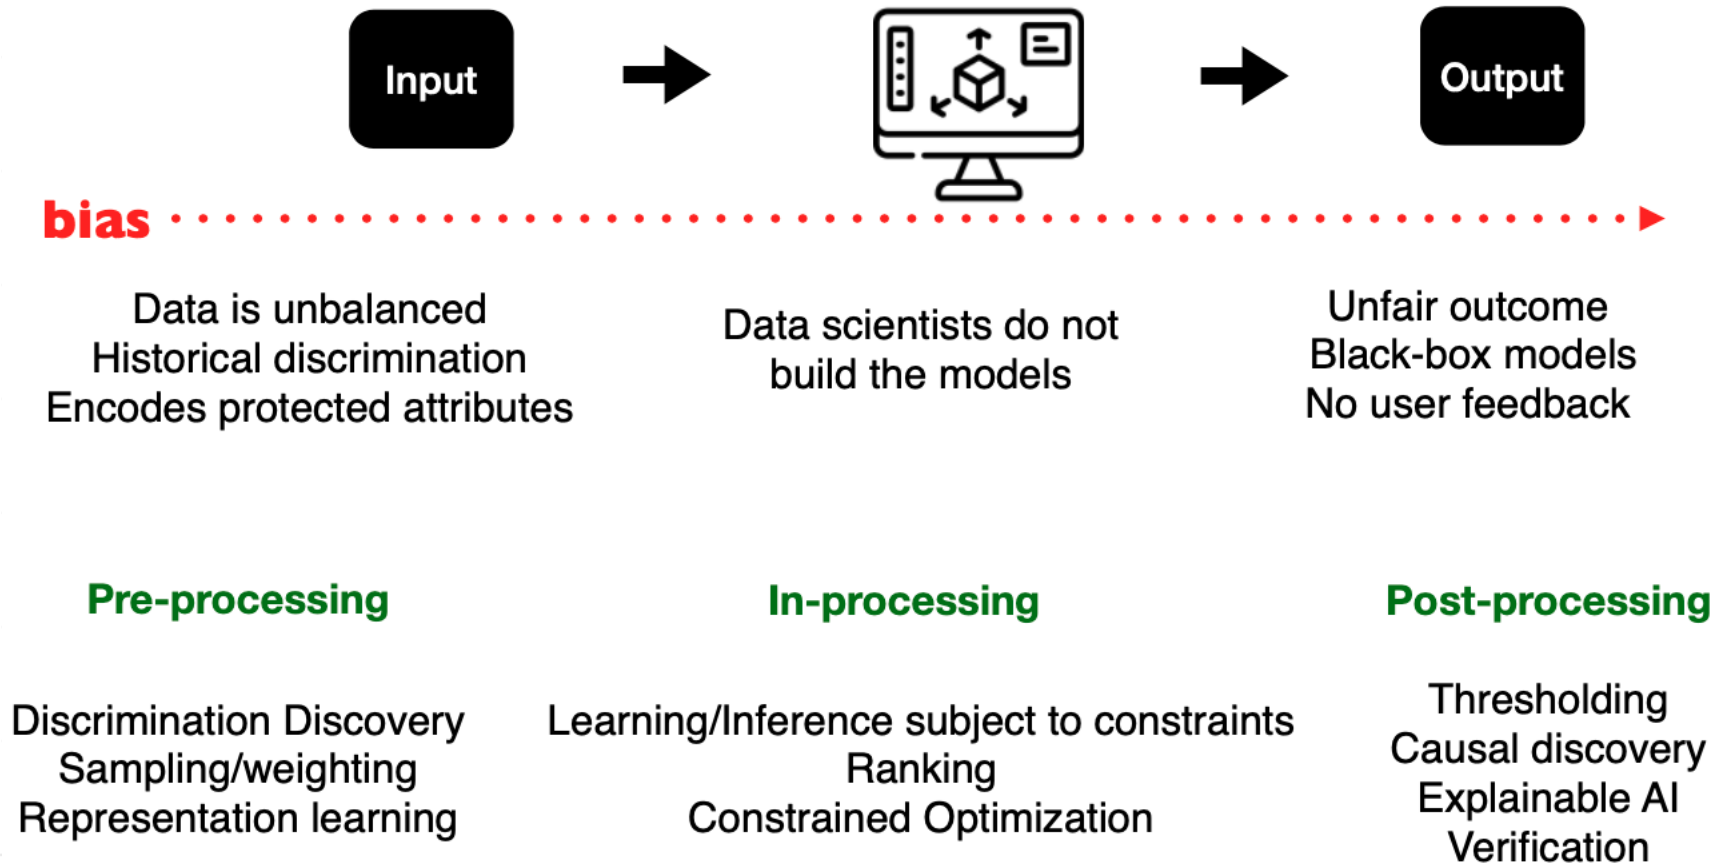 Input
Output
bias
Data is unbalanced
Historical discrimination
Encodes protected attributes
Data scientists do not
build the models
Unfair outcome
Black-box models
No user feedback
Pre-processing
In-processing
Post-processing
Discrimination Discovery
Sampling/weighting
Representation learning
Learning/Inference subject to constraints
Ranking
Constrained Optimization
Thresholding
Causal discovery
Explainable AI
Verification